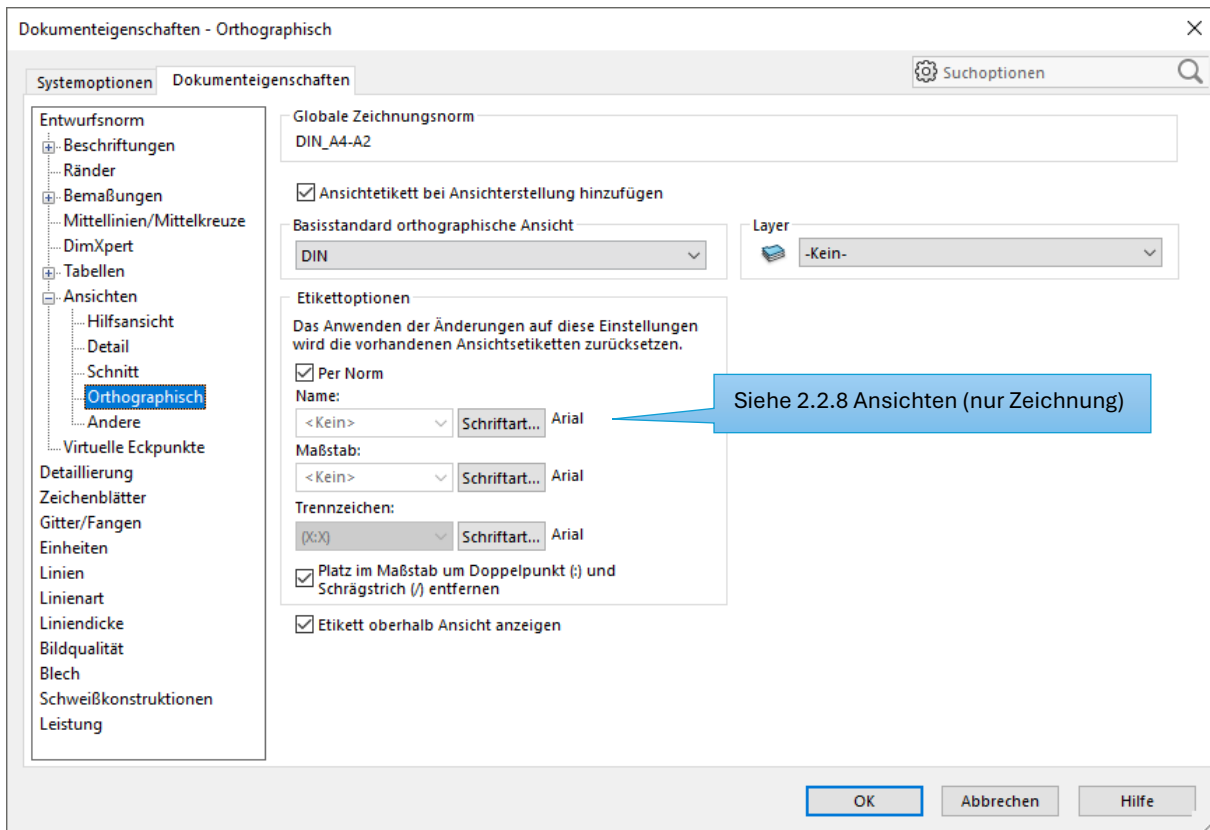 Dokumenteigenschaften - Orthographisch
Systemoptionen
Dokumenteigenschaften
Suchoptionen
Entwurfsnorm
Beschriftungen
Ränder
Bemaßungen
Mittellinien/Mittelkreuze
DimXpert
Tabellen
Ansichten
Hilfsansicht
Detail
Schnitt
Orthographisch
Andere
Virtuelle Eckpunkte
Detaillierung
Zeichenblätter
Gitter/Fangen
Einheiten
Linien
Linienart
Liniendicke
Bildqualität
Blech
Schweißkonstruktionen
Leistung
Globale Zeichnungsnorm
DIN_A4-A2
Ansichtetikett bei Ansichterstellung hinzufügen
Basisstandard orthographische Ansicht
DIN
Layer
-Kein-
Etikettoptionen
Das Anwenden der Änderungen auf diese Einstellungen
wird die vorhandenen Ansichtsetiketten zurücksetzen.
Per Norm
Name:
<Kein> Schriftart... Arial
Siehe 2.2.8 Ansichten (nur Zeichnung)
Maßstab:
<Kein> Schriftart... Arial
Trennzeichen:
(X:X) Schriftart... Arial
Platz im Maßstab um Doppelpunkt (:) und
Schrägstrich (/) entfernen
Etikett oberhalb Ansicht anzeigen
OK Abbrechen Hilfe